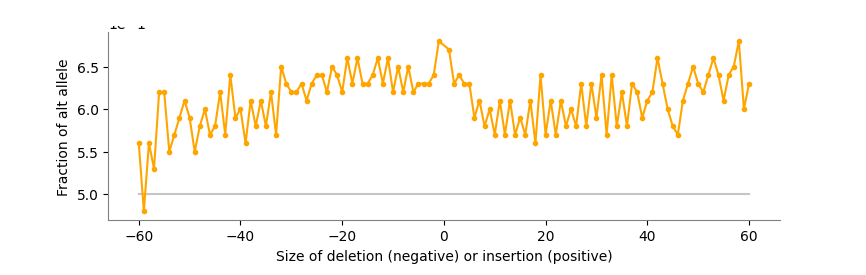 6.5
6.0
5.5
5.0
Fraction of alt allele
−60 −40 −20 0 20 40 60
Size of deletion (negative) or insertion (positive)